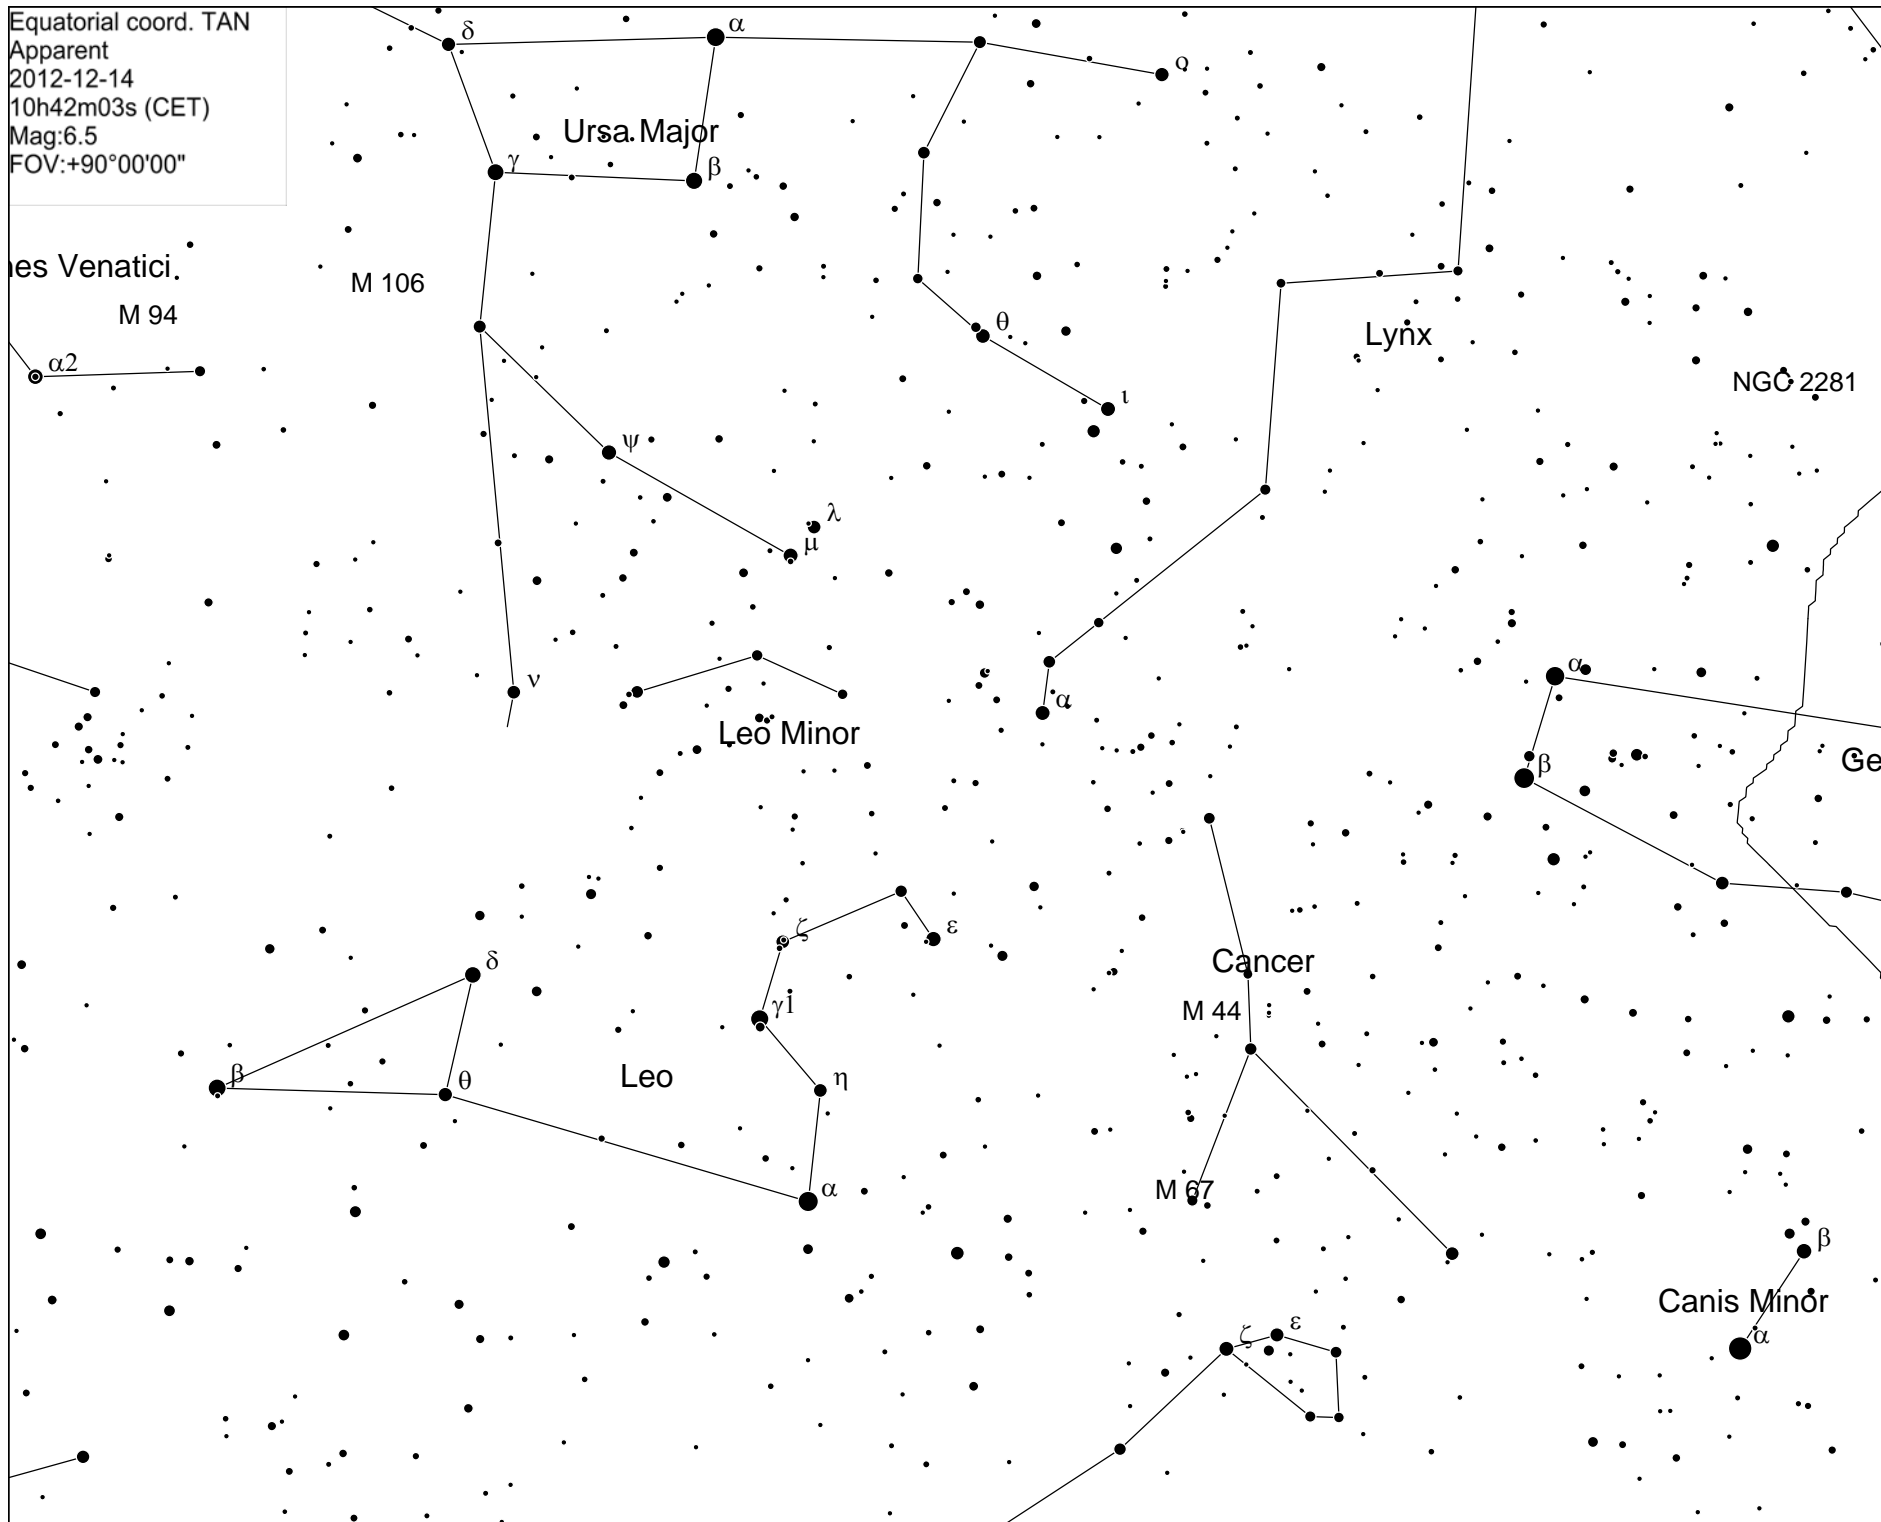 Equatorial coord. TAN
Apparent
2012-12-14
10h42m03s (CET)
Mag:6.5
FOV:+90°00'00"
δ
α
ο
Ursa Major
γ
β
nes Venatici
M 106
M 94
θ
Lynx
α2
NGC 2281
ι
ψ
λ
μ
ν
α
α
Leo Minor
β
Ge
ζ
ε
δ
Cancer
γ1
M 44
β
θ
Leo
η
α
M 67
β
Canis Minor
ζ
ε
α